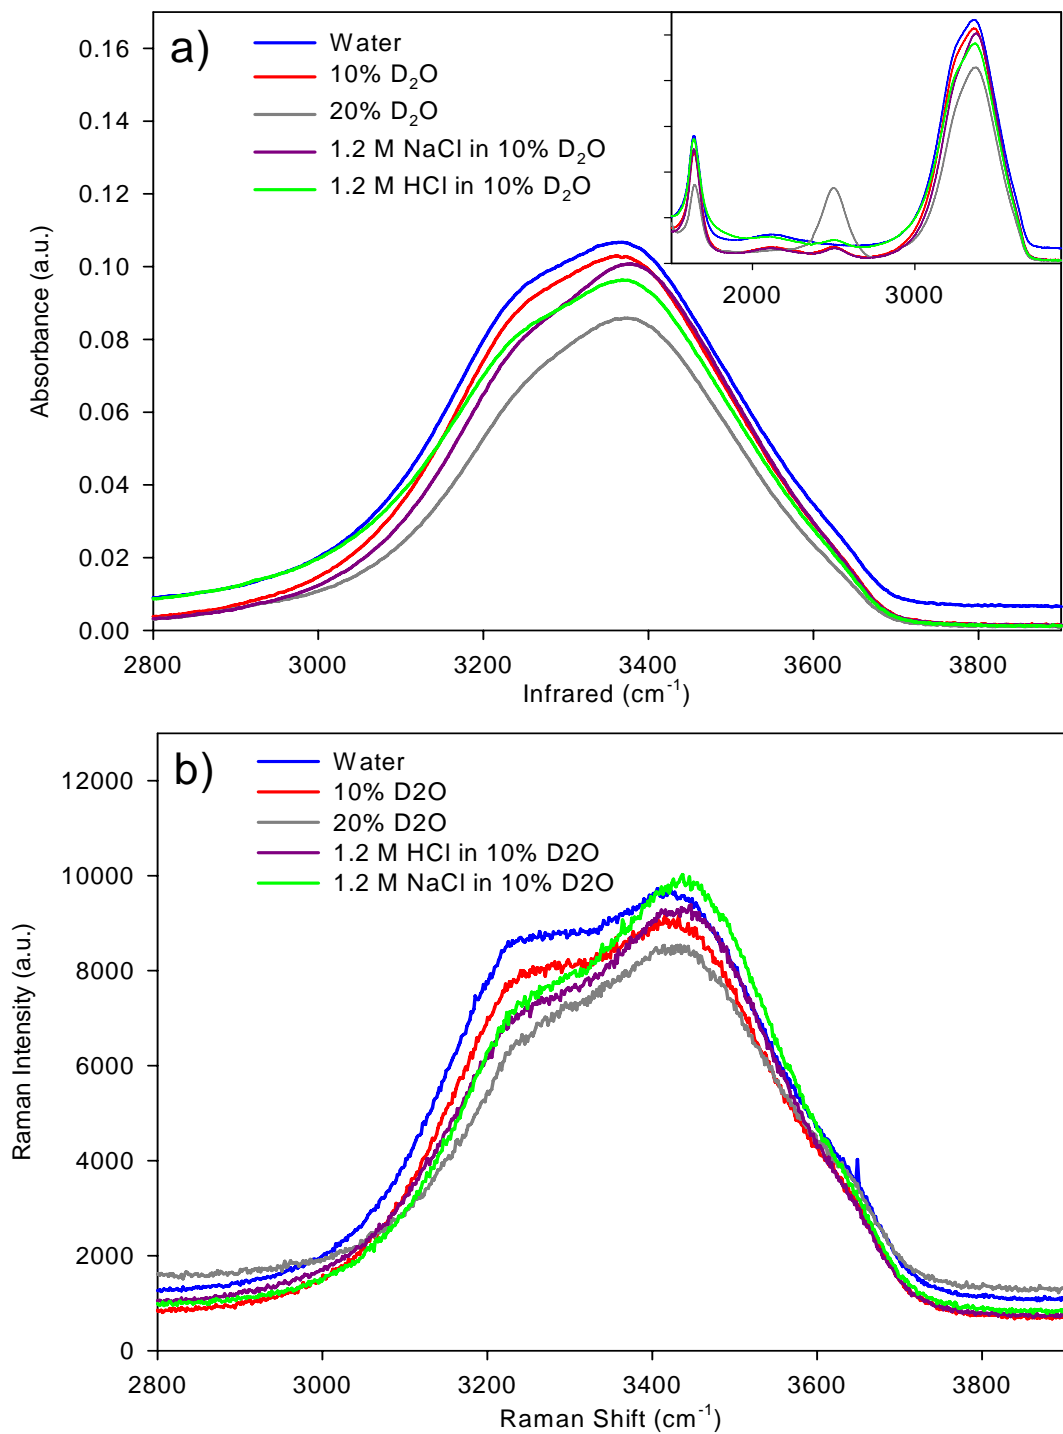 a)
Water
10% D₂O
20% D₂O
1.2 M NaCl in 10% D₂O
1.2 M HCl in 10% D₂O
0.16
0.14
0.12
0.10
0.08
0.06
0.04
0.02
0.00
Absorbance (a.u.)
2000 3000
2800 3000 3200 3400 3600 3800
Infrared (cm⁻¹)
b)
Water
10% D2O
20% D2O
1.2 M HCl in 10% D2O
1.2 M NaCl in 10% D2O
12000
10000
8000
6000
4000
2000
0
Raman Intensity (a.u.)
2800 3000 3200 3400 3600 3800
Raman Shift (cm⁻¹)